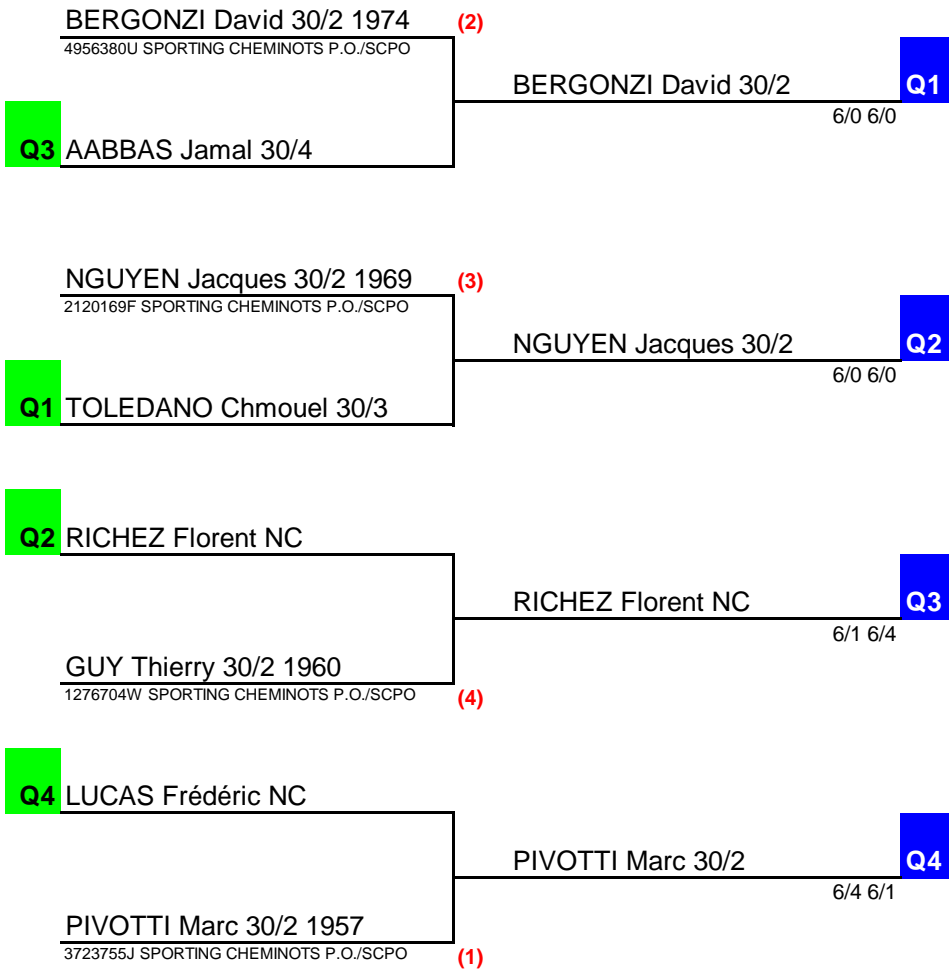 BERGONZI David 30/2 1974 (2)
4956380U SPORTING CHEMINOTS P.O./SCPO
BERGONZI David 30/2 Q1
6/0 6/0
Q3 AABBAS Jamal 30/4
NGUYEN Jacques 30/2 1969 (3)
2120169F SPORTING CHEMINOTS P.O./SCPO
NGUYEN Jacques 30/2 Q2
6/0 6/0
Q1 TOLEDANO Chmouel 30/3
Q2 RICHEZ Florent NC
RICHEZ Florent NC Q3
6/1 6/4
GUY Thierry 30/2 1960
1276704W SPORTING CHEMINOTS P.O./SCPO (4)
Q4 LUCAS Frédéric NC
PIVOTTI Marc 30/2 Q4
6/4 6/1
PIVOTTI Marc 30/2 1957
3723755J SPORTING CHEMINOTS P.O./SCPO (1)